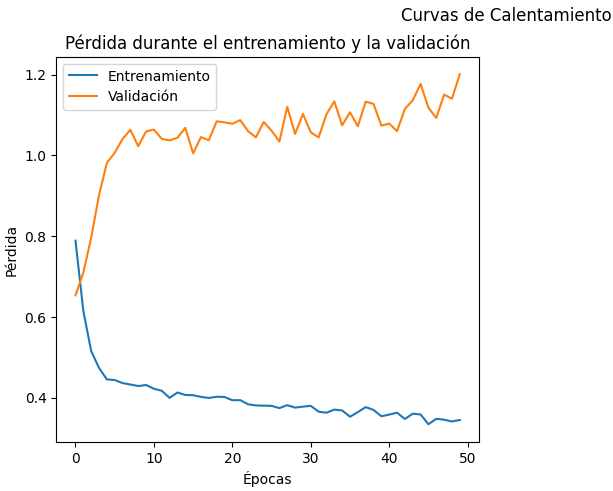 Curvas de Calentamiento
Pérdida durante el entrenamiento y la validación
Entrenamiento
Validación
1.2
1.0
0.8
0.6
0.4
Pérdida
0 10 20 30 40 50
Épocas